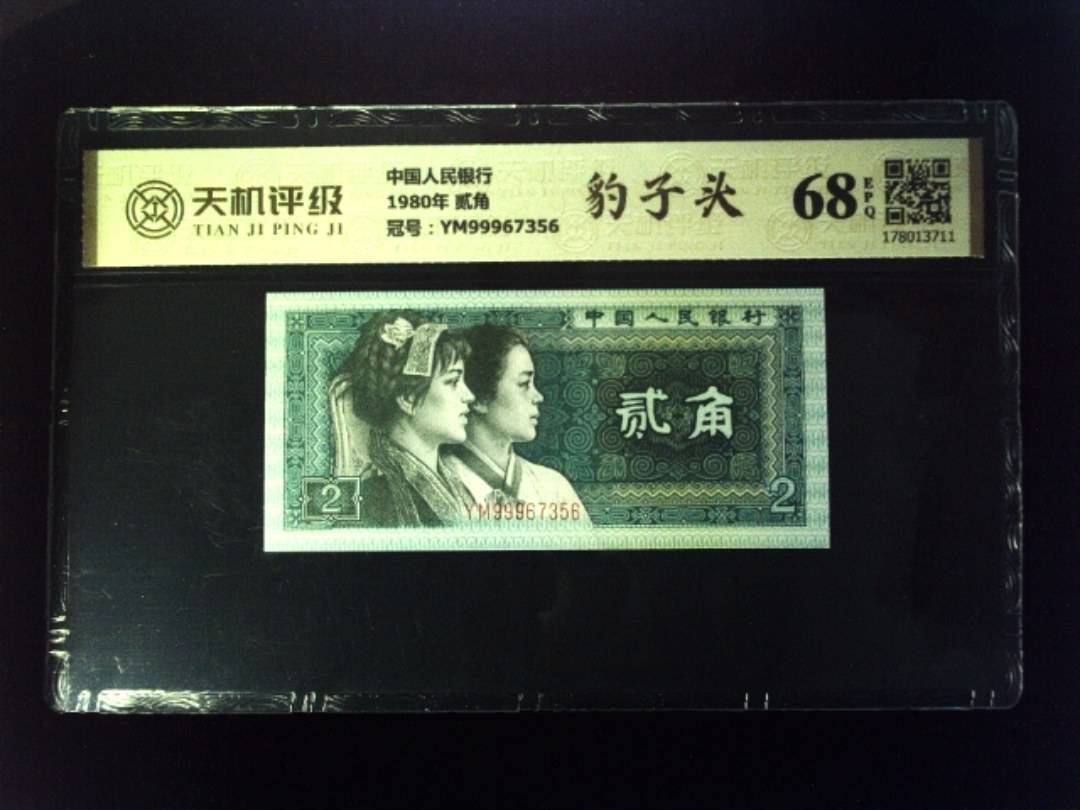 天机评级
TIAN JI PING JI
中国人民银行
1980年 贰角
冠号：YM99967356
豹子头
68
EPQ
178013711
中国人民银行
贰角
2
2
YM99967356